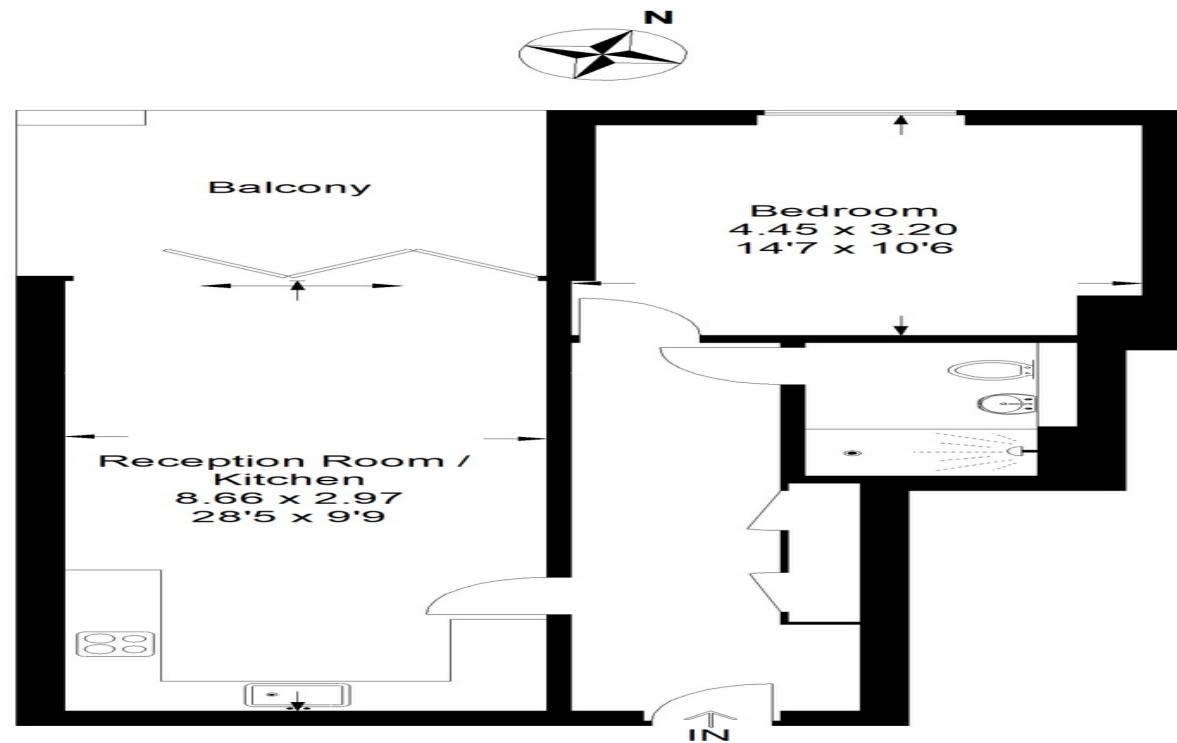 N
Balcony
Bedroom
4.45 x 3.20
14'7 x 10'6
Reception Room /
Kitchen
8.66 x 2.97
28'5 x 9'9
IN